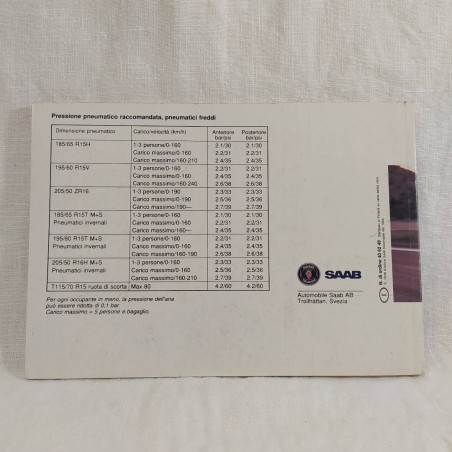 Pressione pneumatico raccomandata, pneumatici freddi
Dimensione pneumatico Carico/velocità (km/h) Anteriore bar/psi Posteriore bar/psi
185/65 R15H 1-3 persone/0-160 2.1/30 2.1/30
Carico massimo/0-160 2.2/31 2.2/31
Carico massimo/160-210 2.4/35 2.4/35
195/60 R15V 1-3 persone/0-160 2.2/31 2.2/31
Carico massimo/0-160 2.4/35 2.4/35
Carico massimo/160-240 2.6/38 2.6/38
205/50 ZR16 1-3 persone/0-190 2.3/33 2.3/33
Carico massimo/0-190 2.5/36 2.5/36
Carico massimo/190— 2.7/39 2.7/39
185/65 R15T M+S 1-3 persone/0-160 2.1/30 2.1/30
Pneumatici invernali Carico massimo/0-160 2.2/31 2.2/31
Carico massimo/160— 2.4/35 2.4/35
195/60 R15T M+S 1-3 persone/0-160 2.2/31 2.2/31
Pneumatici invernali Carico massimo/0-160 2.4/35 2.4/35
Carico massimo/160-190 2.6/38 2.6/38
205/50 R16H M+S 1-3 persone/0-160 2.3/33 2.3/33
Pneumatici invernali Carico massimo/0-160 2.5/36 2.5/36
Carico massimo/160-210 2.7/39 2.7/39
T115/70 R15 ruota di scorta Max 80 4.2/60 4.2/60
Per ogni occupante in meno, la pressione dell'aria
può essere ridotta di 0,1 bar.
Carico massimo = 5 persone e bagaglio.
SAAB
Automobile Saab AB
Trollhättan, Svezia